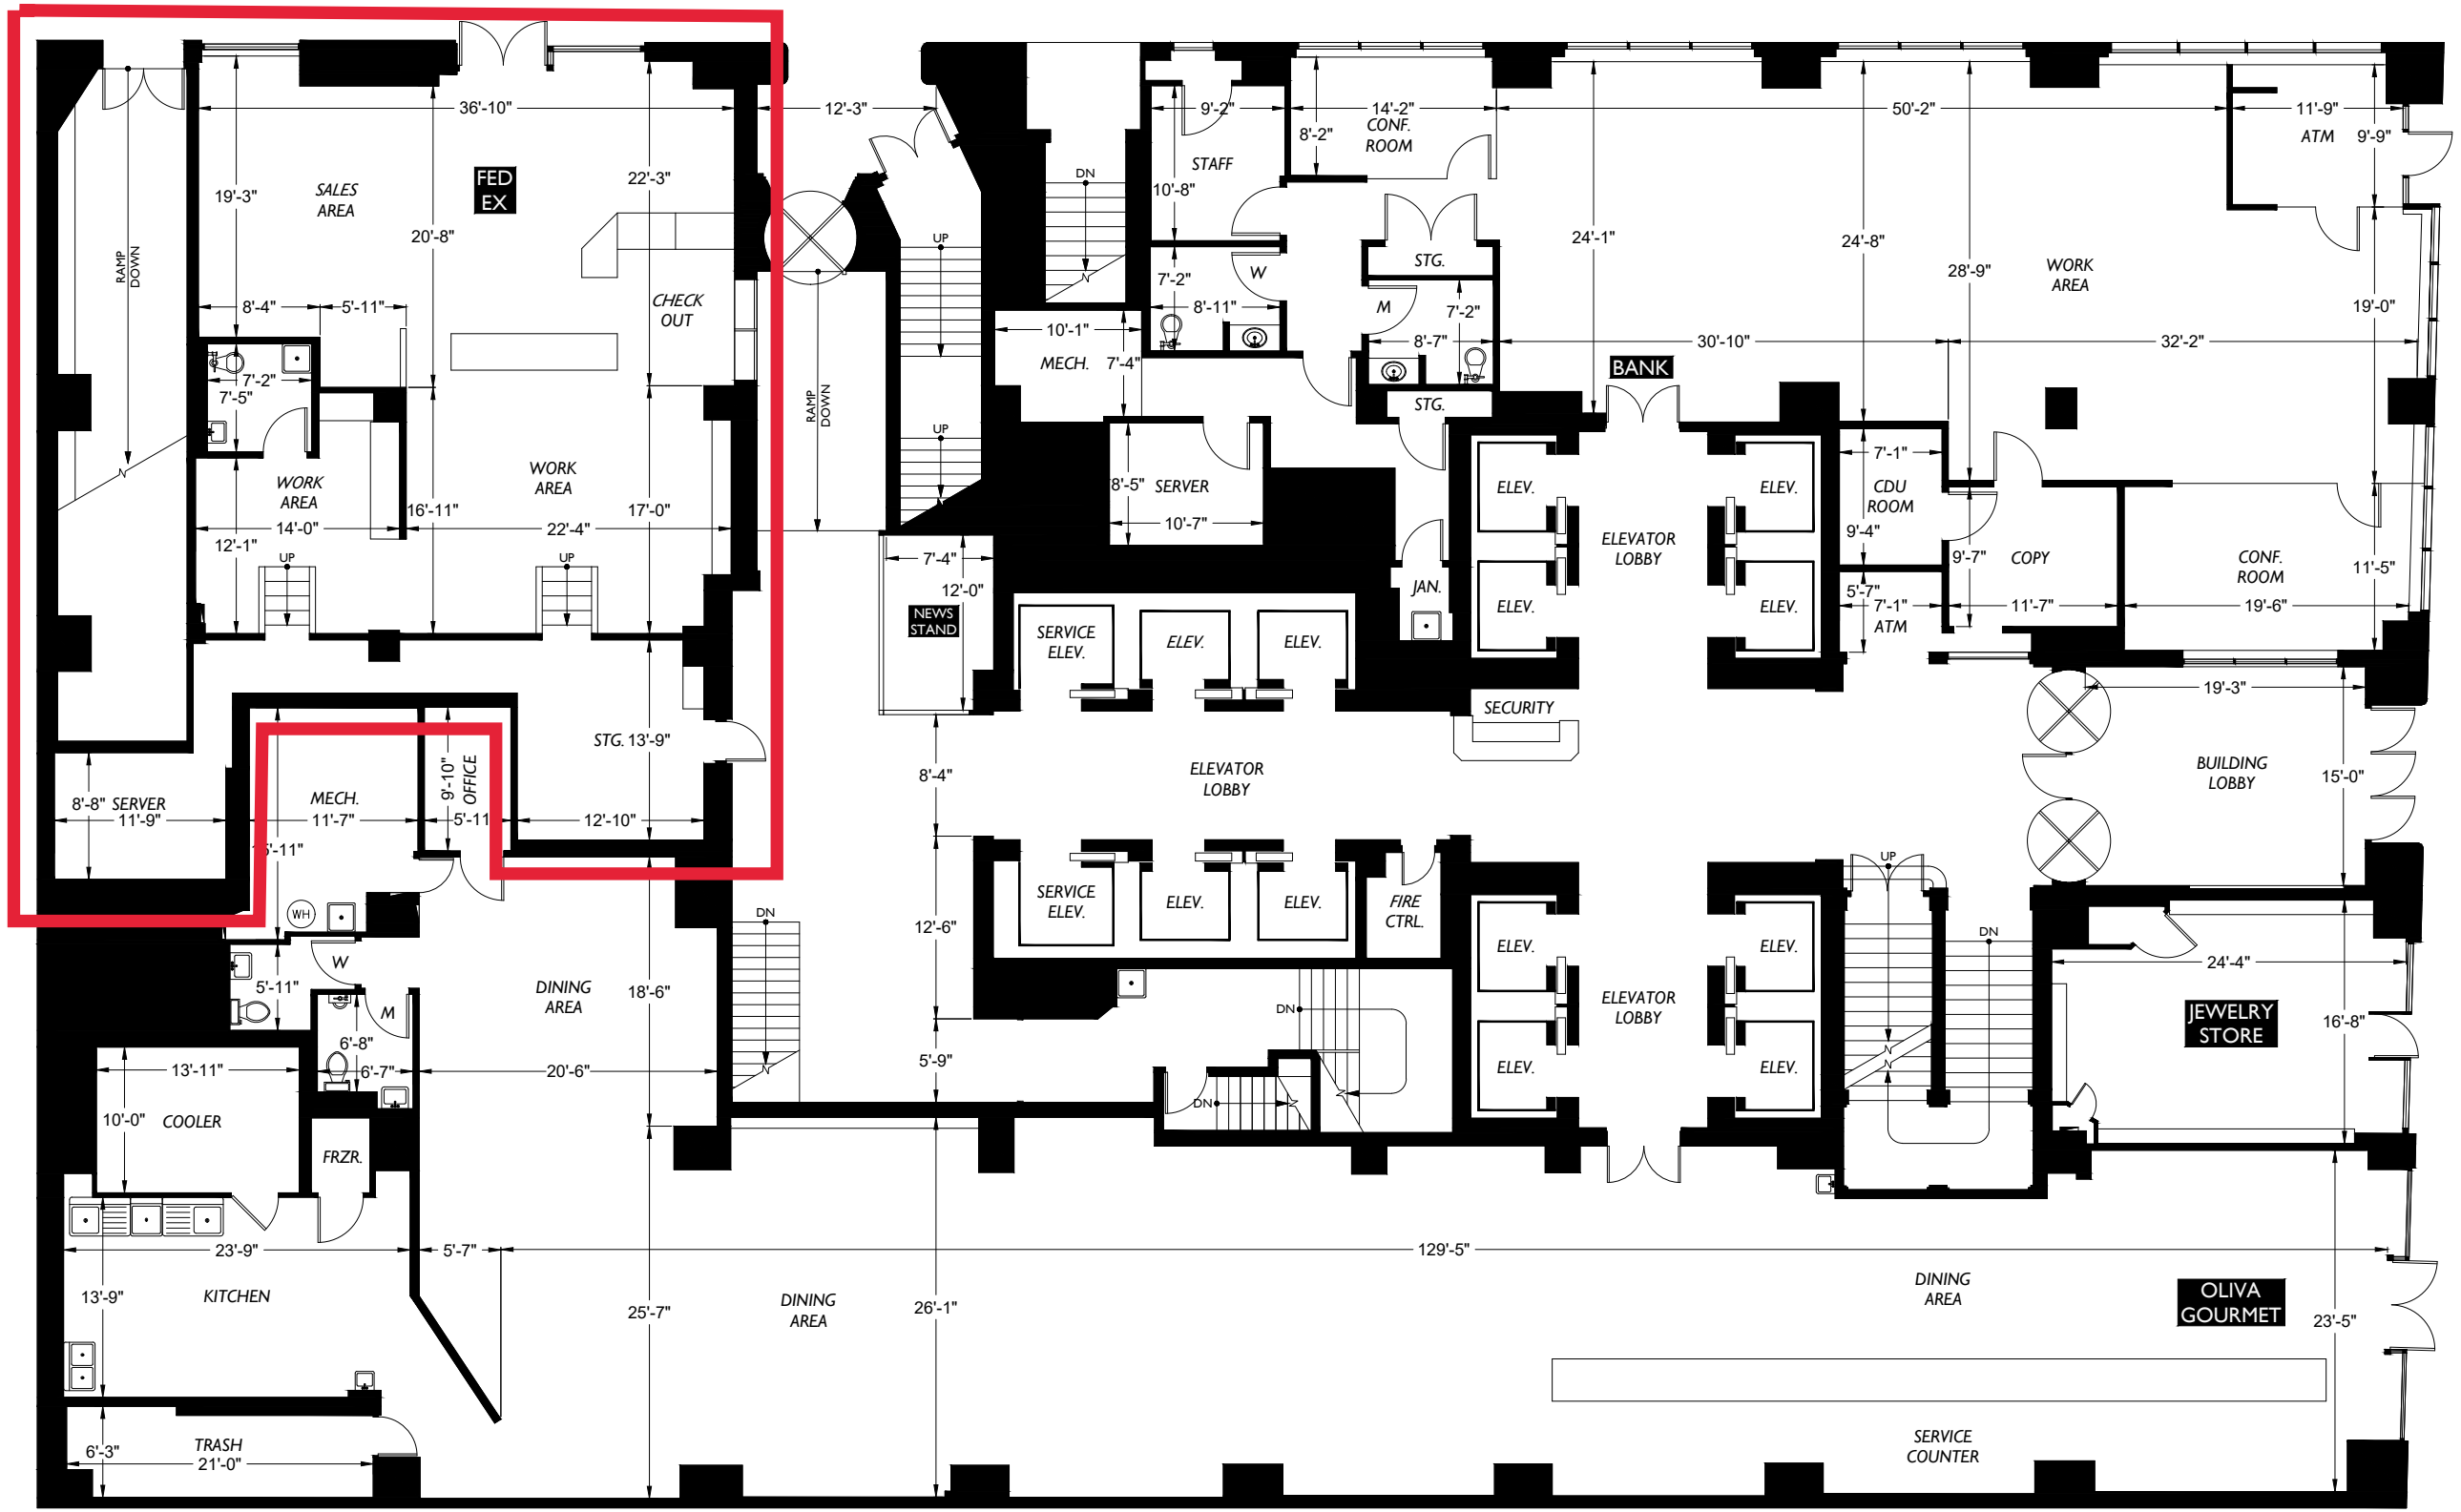 36'-10"
12'-3"
9'-2"
14'-2"
50'-2"
11'-9"
CONF.
ROOM
8'-2"
ATM
9'-9"
STAFF
DN
SALES
AREA
FED
EX
22'-3"
19'-3"
10'-8"
20'-8"
UP
24'-1"
24'-8"
RAMP
DOWN
STG.
W
WORK
AREA
28'-9"
7'-2"
8'-4"
5'-11"
CHECK
OUT
8'-11"
M
7'-2"
19'-0"
10'-1"
MECH.
7'-4"
8'-7"
30'-10"
32'-2"
BANK
7'-2"
7'-5"
RAMP
DOWN
STG.
UP
WORK
AREA
WORK
AREA
7'-1"
CDU
ROOM
9'-4"
ELEV.
ELEV.
8'-5"
SERVER
10'-7"
16'-11"
17'-0"
14'-0"
22'-4"
12'-1"
UP
UP
ELEVATOR
LOBBY
9'-7"
COPY
CONF.
ROOM
11'-5"
7'-4"
12'-0"
NEWS
STAND
JAN.
ELEV.
ELEV.
5'-7"
7'-1"
ATM
11'-7"
19'-6"
SERVICE
ELEV.
ELEV.
ELEV.
SECURITY
19'-3"
STG.
13'-9"
9'-10"
OFFICE
8'-4"
ELEVATOR
LOBBY
BUILDING
LOBBY
15'-0"
8'-8"
SERVER
11'-9"
MECH.
11'-7"
5'-11
12'-10"
15'-11"
UP
SERVICE
ELEV.
ELEV.
ELEV.
FIRE
CTRL.
WH
DN
12'-6"
DN
W
ELEV.
ELEV.
24'-4"
5'-11"
DINING
AREA
18'-6"
M
ELEVATOR
LOBBY
DN
JEWELRY
STORE
16'-8"
6'-8"
6'-7"
5'-9"
13'-11"
20'-6"
ELEV.
ELEV.
DN
10'-0"
COOLER
FRZR.
23'-9"
5'-7"
129'-5"
13'-9"
KITCHEN
25'-7"
DINING
AREA
26'-1"
DINING
AREA
OLIVA
GOURMET
23'-5"
6'-3"
TRASH
21'-0"
SERVICE
COUNTER